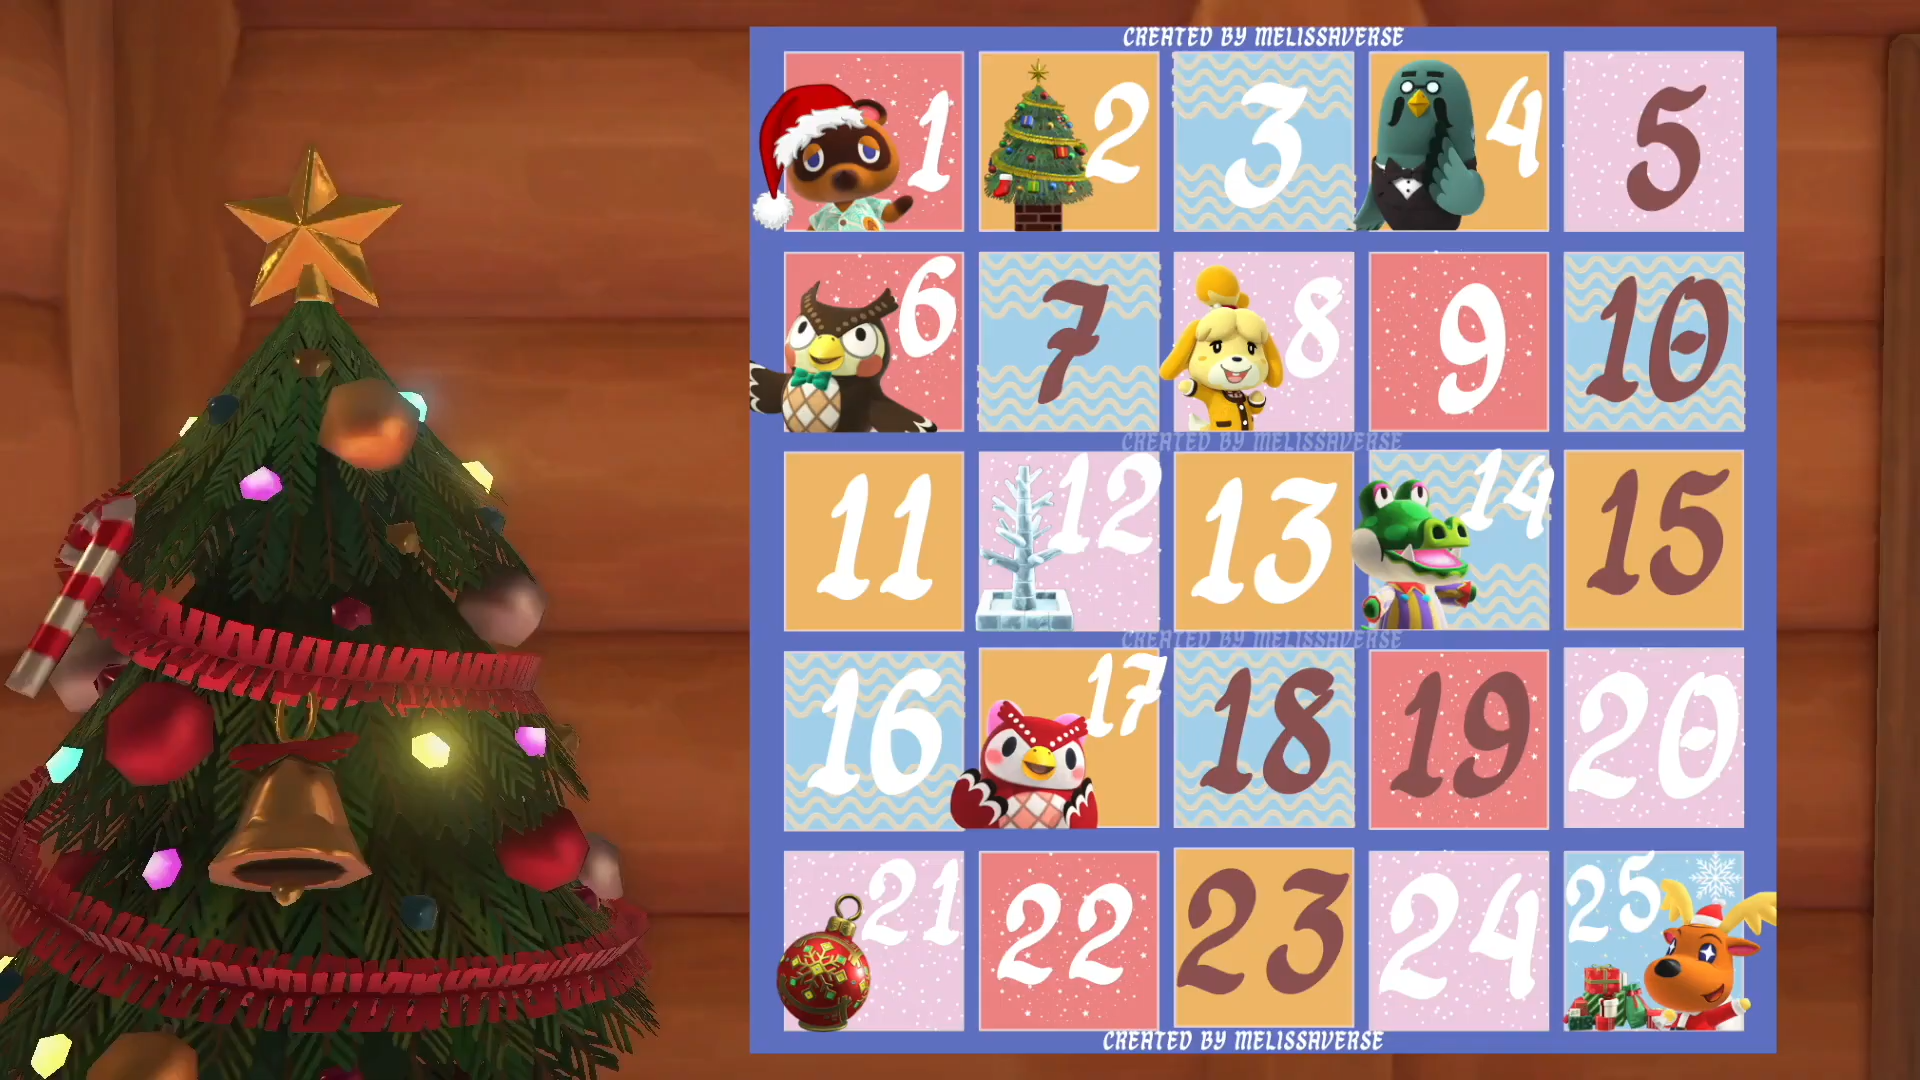 CREATED BY MELISSAVERSE
1 2 3 4 5
6 7 8 9 10
CREATED BY MELISSAVERSE
11 12 13 14 15
CREATED BY MELISSAVERSE
16 17 18 19 20
21 22 23 24 25
CREATED BY MELISSAVERSE